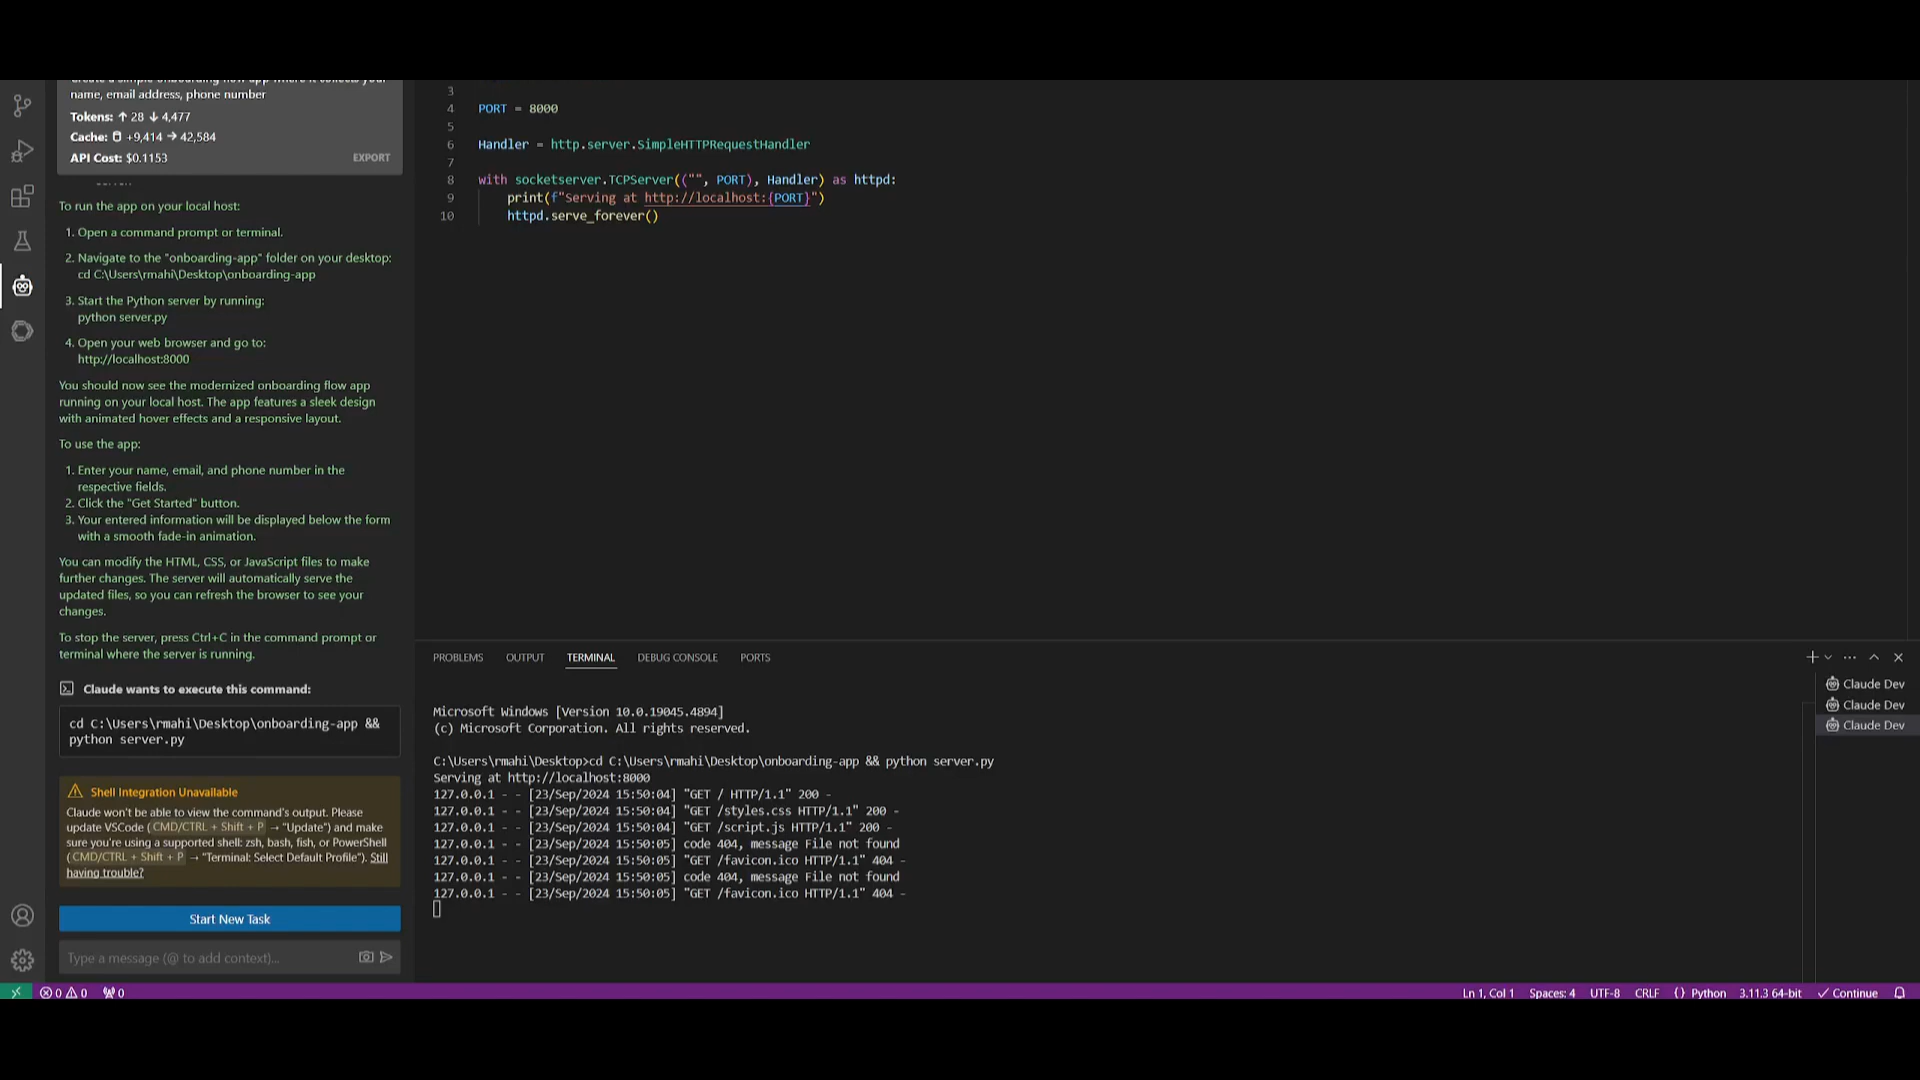 name, email address, phone number
Tokens: ↑ 28 ↓ 4,477
Cache: +9,414 → 42,584
API Cost: $0.1153
EXPORT
To run the app on your local host:
1. Open a command prompt or terminal.
2. Navigate to the "onboarding-app" folder on your desktop:
cd C:\Users\rmahi\Desktop\onboarding-app
3. Start the Python server by running:
python server.py
4. Open your web browser and go to:
http://localhost:8000
You should now see the modernized onboarding flow app
running on your local host. The app features a sleek design
with animated hover effects and a responsive layout.
To use the app:
1. Enter your name, email, and phone number in the
respective fields.
2. Click the "Get Started" button.
3. Your entered information will be displayed below the form
with a smooth fade-in animation.
You can modify the HTML, CSS, or JavaScript files to make
further changes. The server will automatically serve the
updated files, so you can refresh the browser to see your
changes.
To stop the server, press Ctrl+C in the command prompt or
terminal where the server is running.
Claude wants to execute this command:
cd C:\Users\rmahi\Desktop\onboarding-app &&
python server.py
Shell Integration Unavailable
Claude won't be able to view the command's output. Please
update VSCode (CMD/CTRL + Shift + P → "Update") and make
sure you're using a supported shell: zsh, bash, fish, or PowerShell
(CMD/CTRL + Shift + P → "Terminal: Select Default Profile"). Still
having trouble?
Start New Task
Type a message (@ to add context)...
3
4 PORT = 8000
5
6 Handler = http.server.SimpleHTTPRequestHandler
7
8 with socketserver.TCPServer(("", PORT), Handler) as httpd:
9 print(f"Serving at http://localhost:{PORT}")
10 httpd.serve_forever()
PROBLEMS OUTPUT TERMINAL DEBUG CONSOLE PORTS
Microsoft Windows [Version 10.0.19045.4894]
(c) Microsoft Corporation. All rights reserved.
C:\Users\rmahi\Desktop>cd C:\Users\rmahi\Desktop\onboarding-app && python server.py
Serving at http://localhost:8000
127.0.0.1 - - [23/Sep/2024 15:50:04] "GET / HTTP/1.1" 200 -
127.0.0.1 - - [23/Sep/2024 15:50:04] "GET /styles.css HTTP/1.1" 200 -
127.0.0.1 - - [23/Sep/2024 15:50:04] "GET /script.js HTTP/1.1" 200 -
127.0.0.1 - - [23/Sep/2024 15:50:05] code 404, message File not found
127.0.0.1 - - [23/Sep/2024 15:50:05] "GET /favicon.ico HTTP/1.1" 404 -
127.0.0.1 - - [23/Sep/2024 15:50:05] code 404, message File not found
127.0.0.1 - - [23/Sep/2024 15:50:05] "GET /favicon.ico HTTP/1.1" 404 -
Claude Dev
Claude Dev
Claude Dev
0 0 0
Ln 1, Col 1 Spaces: 4 UTF-8 CRLF {} Python 3.11.3 64-bit Continue